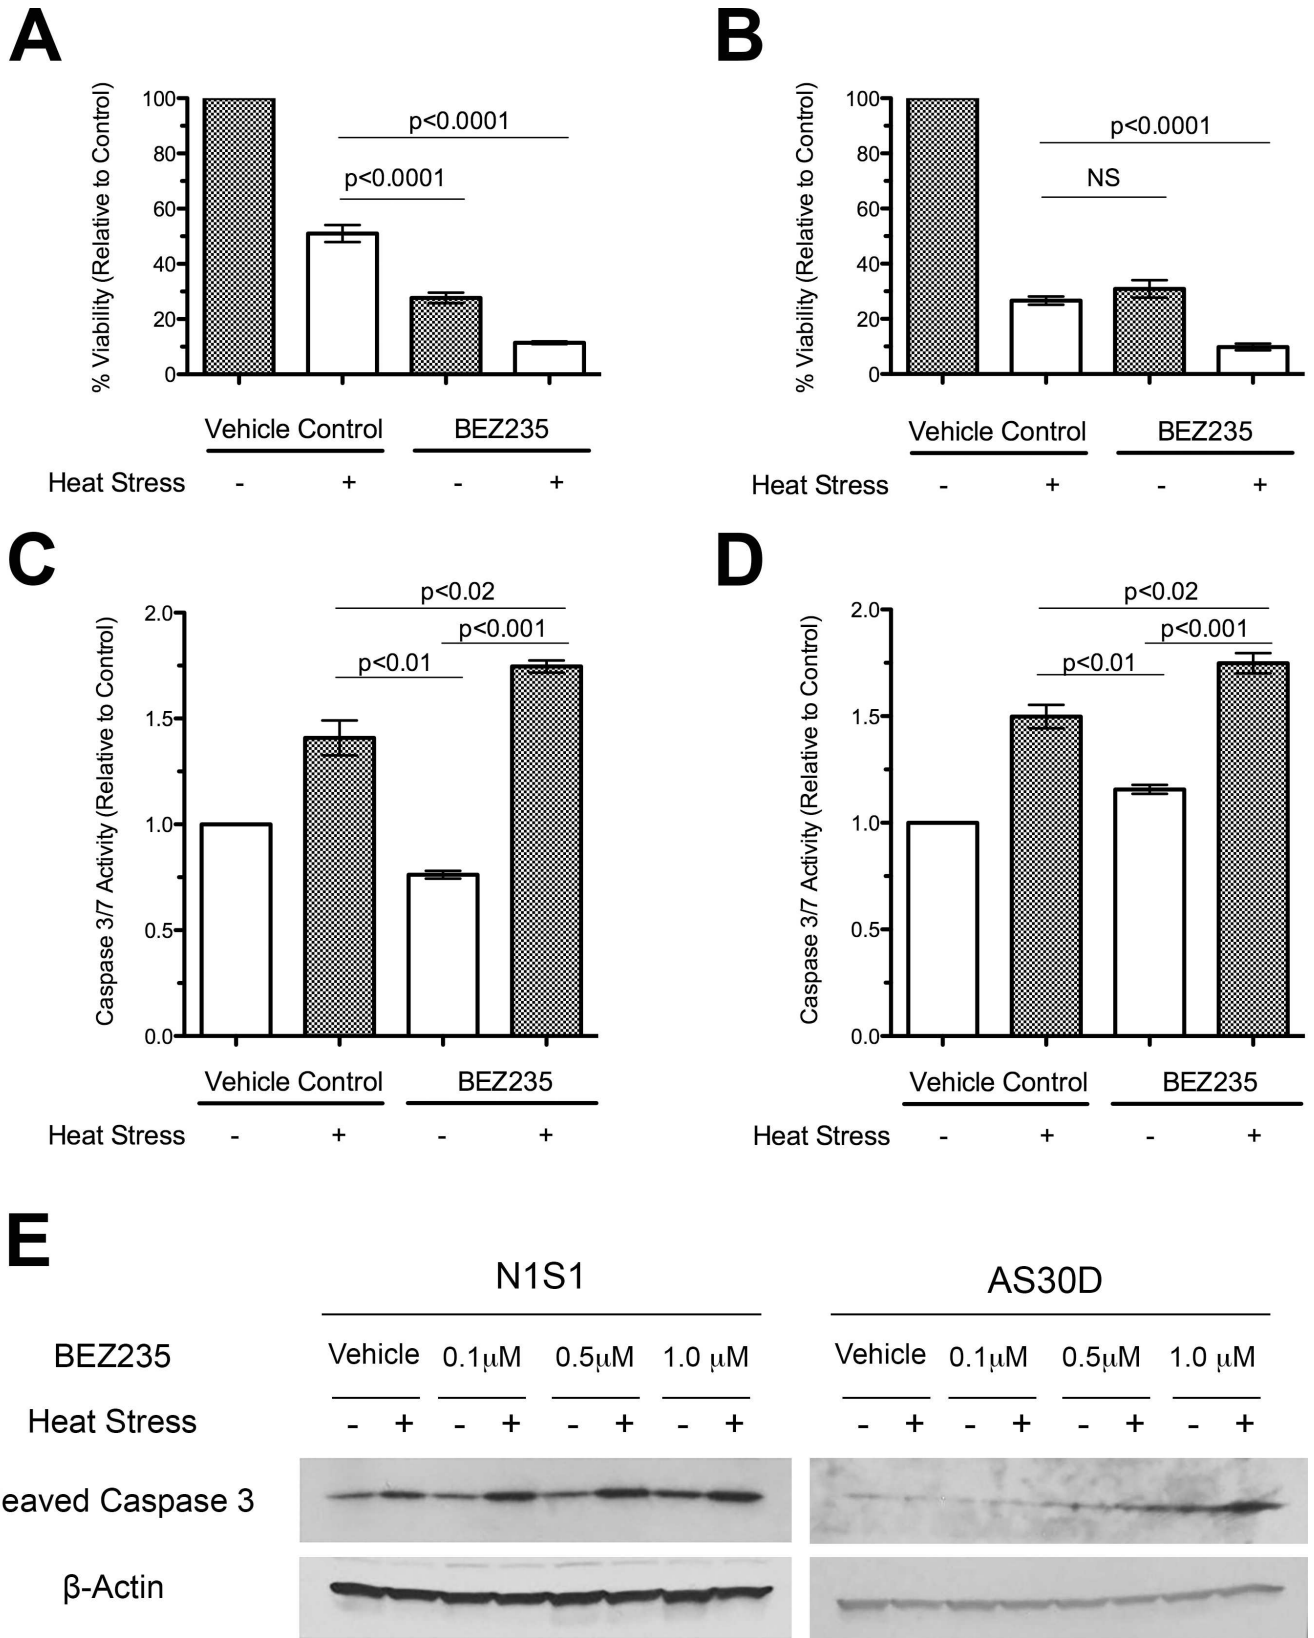 A
B
% Viability (Relative to Control)
100
80
60
40
20
0
p<0.0001
p<0.0001
Vehicle Control BEZ235
Heat Stress - + - +
% Viability (Relative to Control)
100
80
60
40
20
0
p<0.0001
NS
Vehicle Control BEZ235
Heat Stress - + - +
C
D
Caspase 3/7 Activity (Relative to Control)
2.0
1.5
1.0
0.5
0.0
p<0.02
p<0.001
p<0.01
Vehicle Control BEZ235
Heat Stress - + - +
Caspase 3/7 Activity (Relative to Control)
2.0
1.5
1.0
0.5
0.0
p<0.02
p<0.001
p<0.01
Vehicle Control BEZ235
Heat Stress - + - +
E
N1S1 AS30D
BEZ235 Vehicle 0.1μM 0.5μM 1.0 μM Vehicle 0.1μM 0.5μM 1.0 μM
Heat Stress - + - + - + - + - + - + - + - +
eaved Caspase 3
β-Actin